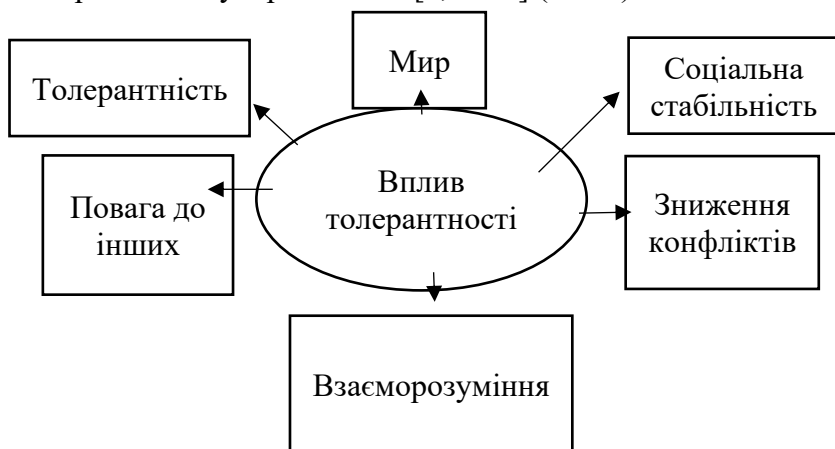 Мир
Соціальна
стабільність
Толерантність
Вплив
толерантності
Повага до
інших
Зниження
конфліктів
Взаєморозуміння